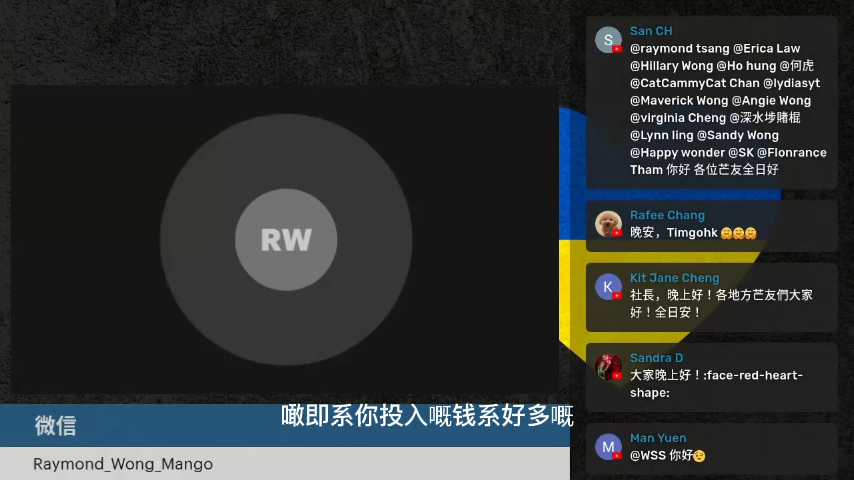 RW
微信
噉即系你投入嘅钱系好多嘅
Raymond_Wong_Mango
S
San CH
@raymond tsang @Erica Law
@Hillary Wong @Ho hung @何虎
@CatCammyCat Chan @lydiasyt
@Maverick Wong @Angie Wong
@virginia Cheng @深水埗賭棍
@Lynn ling @Sandy Wong
@Happy wonder @SK @Flonrance
Tham 你好 各位芒友全日好
Rafee Chang
晚安，Timgohk 🤗🤗🤗
K
Kit Jane Cheng
社長，晚上好！各地方芒友們大家
好！全日安！
Sandra D
大家晚上好！:face-red-heart-
shape:
M
Man Yuen
@WSS 你好😉